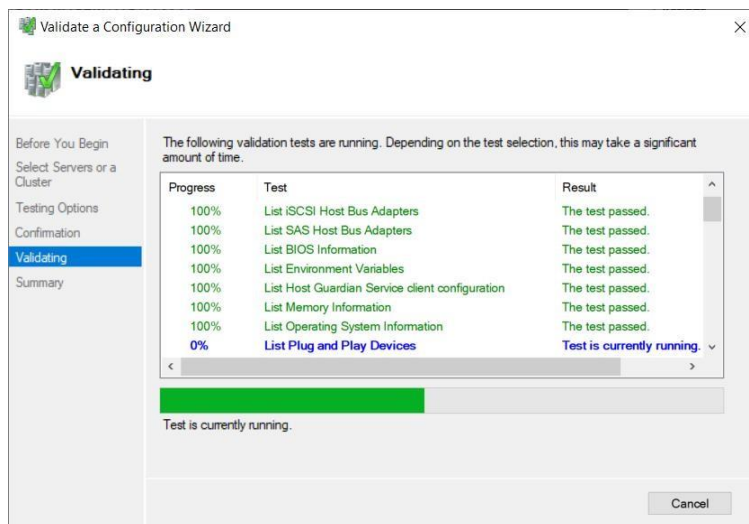 Validate a Configuration Wizard
Validating
Before You Begin
Select Servers or a
Cluster
Testing Options
Confirmation
Validating
Summary
The following validation tests are running. Depending on the test selection, this may take a significant
amount of time.
Progress Test Result
100% List iSCSI Host Bus Adapters The test passed.
100% List SAS Host Bus Adapters The test passed.
100% List BIOS Information The test passed.
100% List Environment Variables The test passed.
100% List Host Guardian Service client configuration The test passed.
100% List Memory Information The test passed.
100% List Operating System Information The test passed.
0% List Plug and Play Devices Test is currently running.
Test is currently running.
Cancel